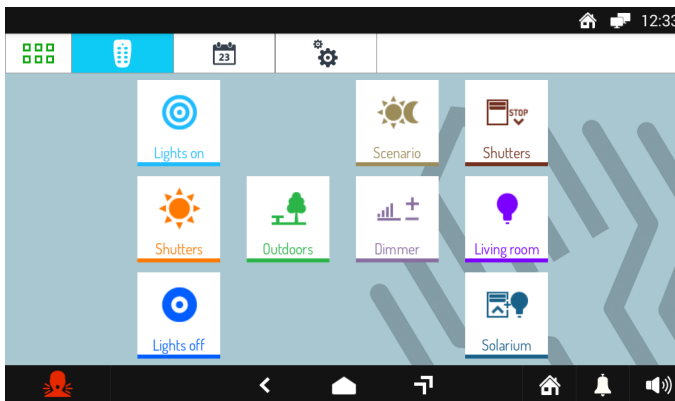 12:33
23
Lights on
Scenario
STOP
Shutters
Shutters
Outdoors
Dimmer
Living room
Lights off
Solarium